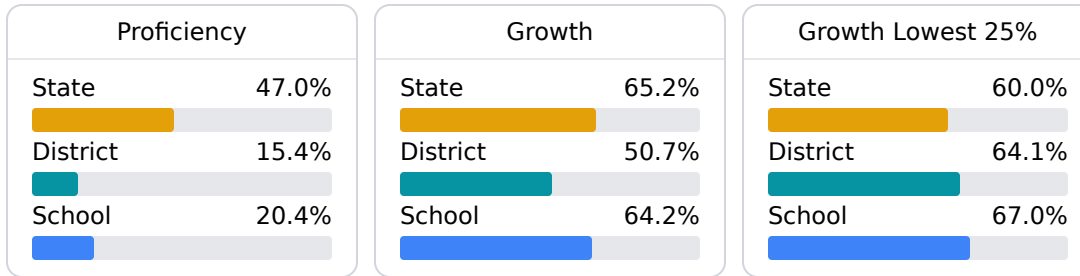 Proficiency
State 47.0%
District 15.4%
School 20.4%
Growth
State 65.2%
District 50.7%
School 64.2%
Growth Lowest 25%
State 60.0%
District 64.1%
School 67.0%